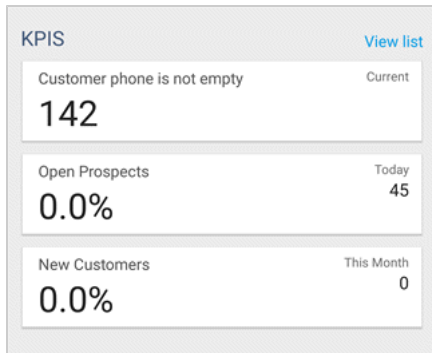 KPIS
View list
Customer phone is not empty
Current
142
Open Prospects
Today
0.0%
45
New Customers
This Month
0.0%
0